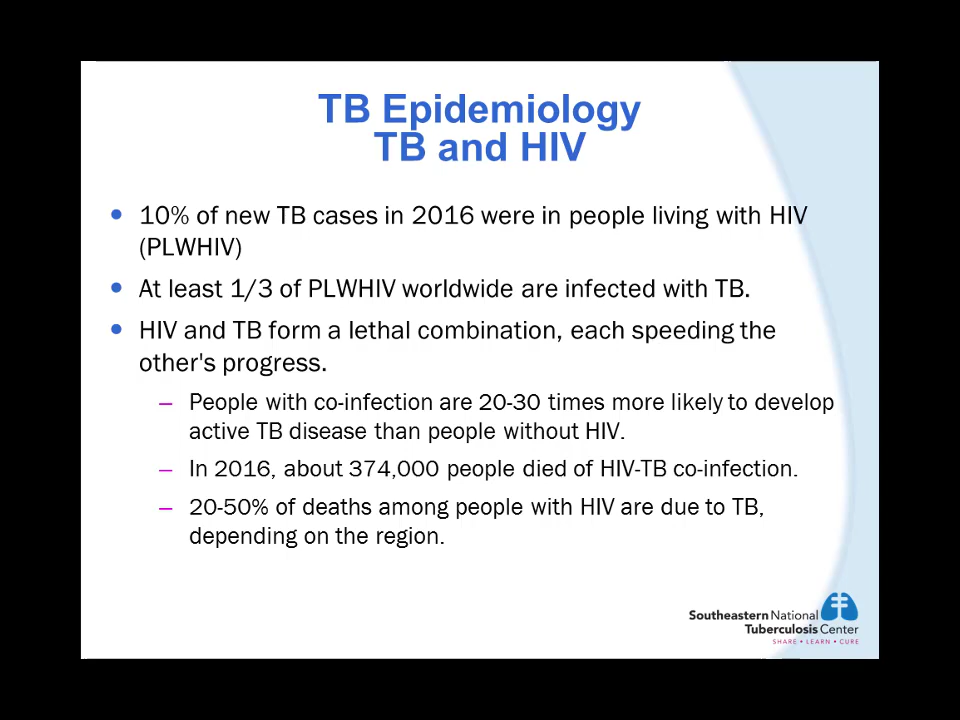 TB Epidemiology
TB and HIV
• 10% of new TB cases in 2016 were in people living with HIV
(PLWHIV)
• At least 1/3 of PLWHIV worldwide are infected with TB.
• HIV and TB form a lethal combination, each speeding the
other's progress.
– People with co-infection are 20-30 times more likely to develop
active TB disease than people without HIV.
– In 2016, about 374,000 people died of HIV-TB co-infection.
– 20-50% of deaths among people with HIV are due to TB,
depending on the region.
Southeastern National
Tuberculosis Center
SHARE • LEARN • CURE